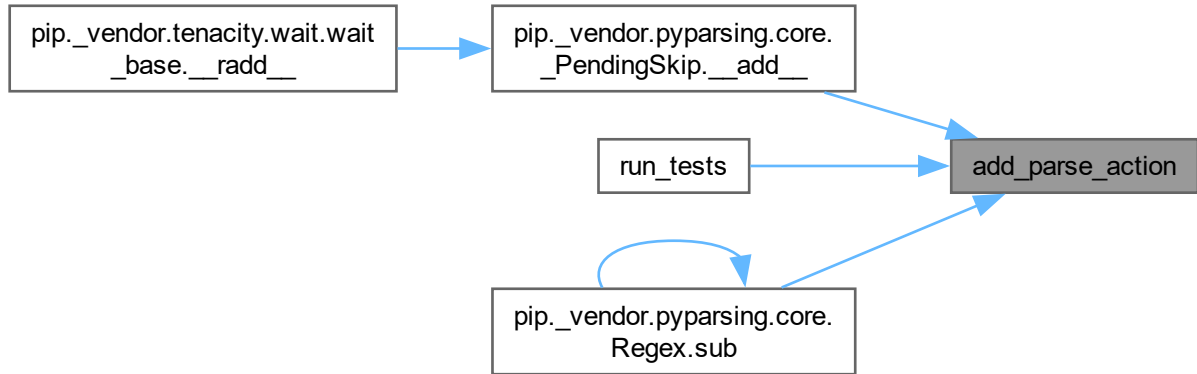 pip._vendor.tenacity.wait.wait
_base.__radd__
pip._vendor.pyparsing.core.
_PendingSkip.__add__
run_tests
add_parse_action
pip._vendor.pyparsing.core.
Regex.sub